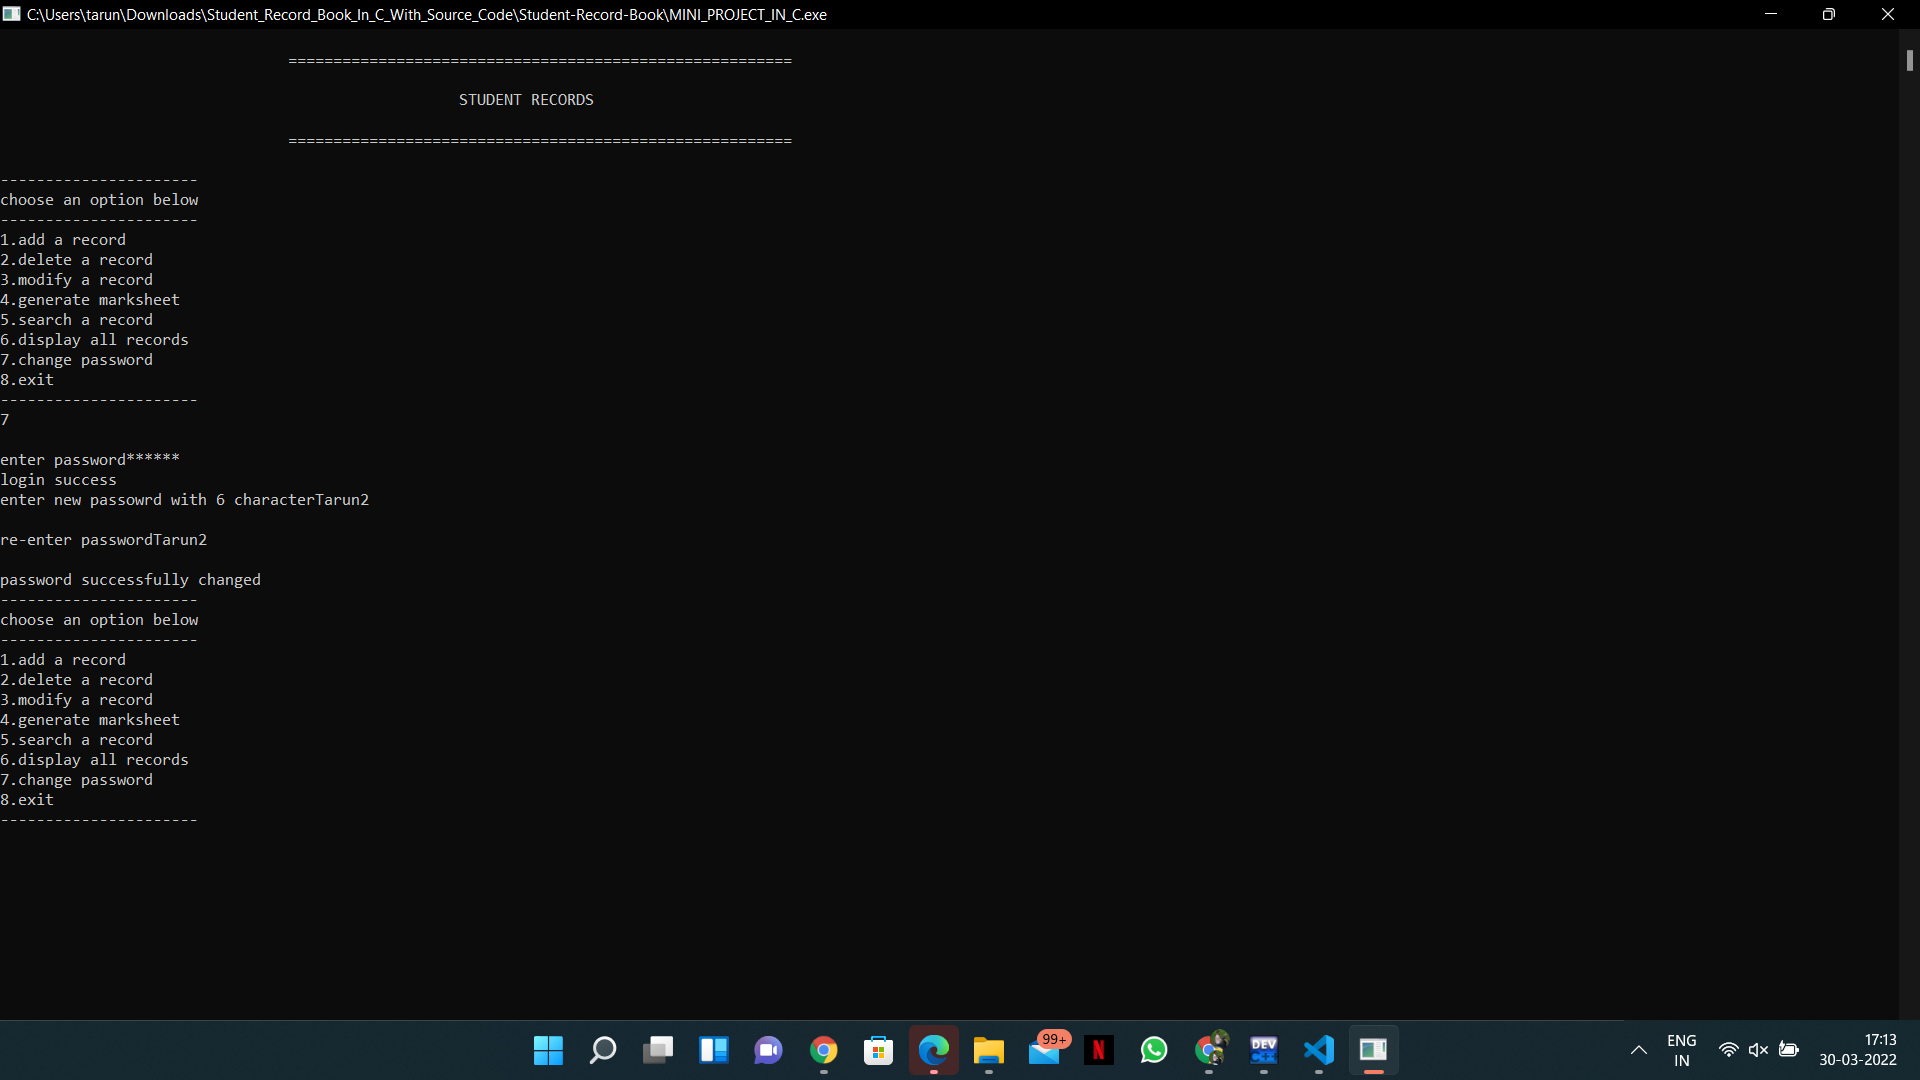 C:\Users\tarun\Downloads\Student_Record_Book_In_C_With_Source_Code\Student-Record-Book\MINI_PROJECT_IN_C.exe
========================================================
STUDENT RECORDS
========================================================
----------------------
choose an option below
----------------------
1.add a record
2.delete a record
3.modify a record
4.generate marksheet
5.search a record
6.display all records
7.change password
8.exit
----------------------
7
enter password******
login success
enter new passowrd with 6 characterTarun2
re-enter passwordTarun2
password successfully changed
----------------------
choose an option below
----------------------
1.add a record
2.delete a record
3.modify a record
4.generate marksheet
5.search a record
6.display all records
7.change password
8.exit
----------------------
99+
N
DEV
C++
ENG
IN
17:13
30-03-2022